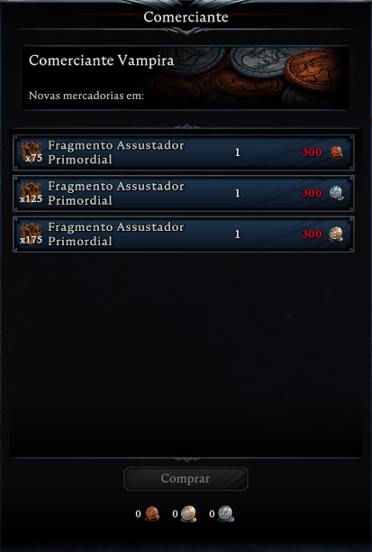 Comerciante
Comerciante Vampira
Novas mercadorias em:
x75 Fragmento Assustador Primordial 1 300
x125 Fragmento Assustador Primordial 1 300
x175 Fragmento Assustador Primordial 1 300
Comprar
0 0 0